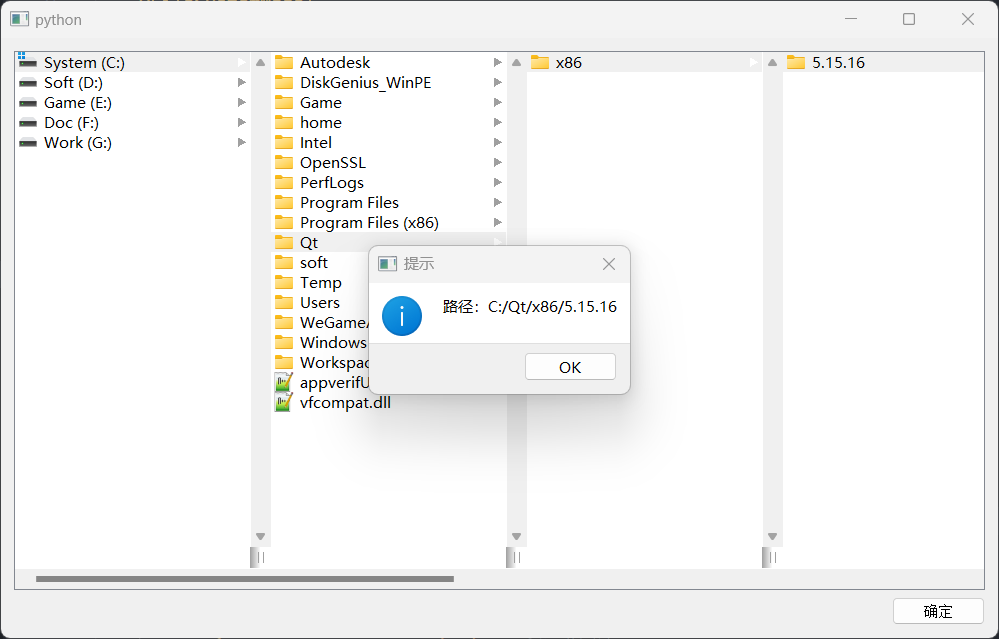 python
System (C:)
Soft (D:)
Game (E:)
Doc (F:)
Work (G:)
Autodesk
DiskGenius_WinPE
Game
home
Intel
OpenSSL
PerfLogs
Program Files
Program Files (x86)
Qt
soft
Temp
Users
WeGame
Windows
Workspac
appverifU
vfcompat.dll
x86
5.15.16
提示
路径：C:/Qt/x86/5.15.16
OK
确定